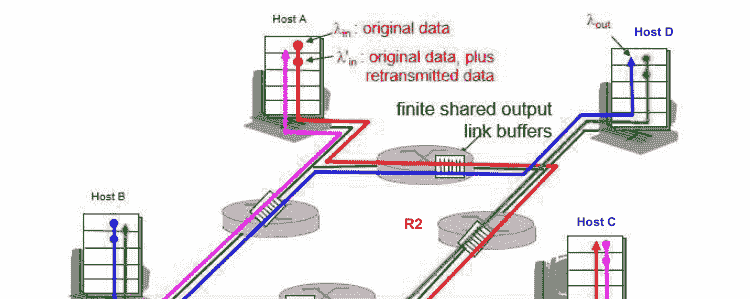 Host A
λin : original data
λout
Host D
λ'in : original data, plus
retransmitted data
finite shared output
link buffers
Host B
R2
Host C